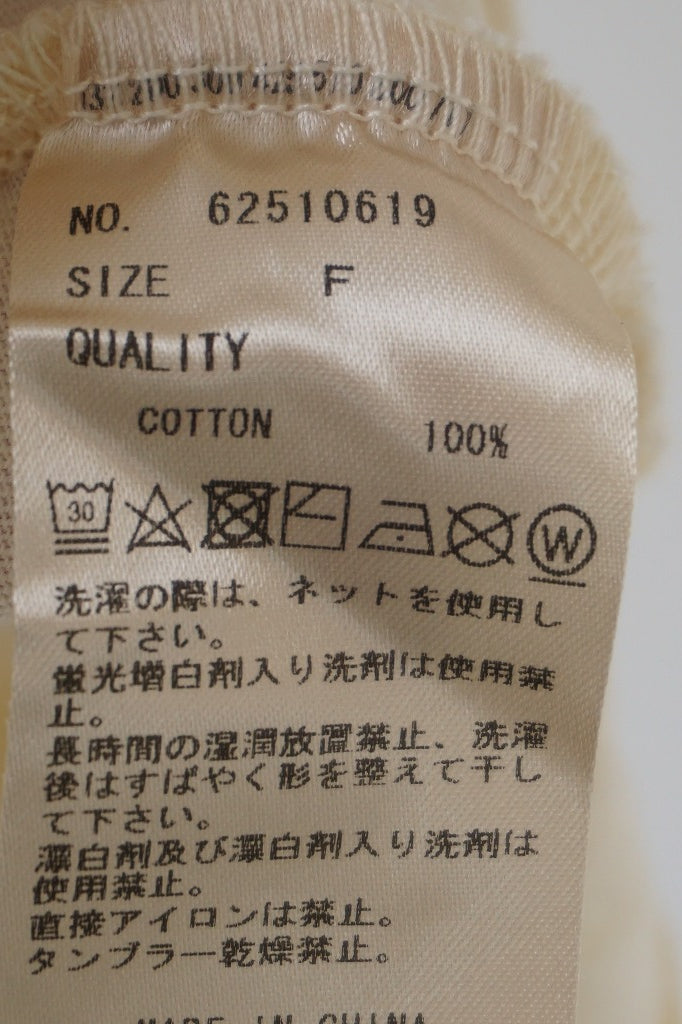 NO. 62510619
SIZE F
QUALITY
COTTON 100%
30 W
洗濯の際は、ネットを使用し
て下さい。
蛍光増白剤入り洗剤は使用禁
止。
長時間の湿潤放置禁止、洗濯
後はすばやく形を整えて干し
て下さい。
漂白剤及び漂白剤入り洗剤は
使用禁止。
直接アイロンは禁止。
タンブラー乾燥禁止。
MADE IN CHINA